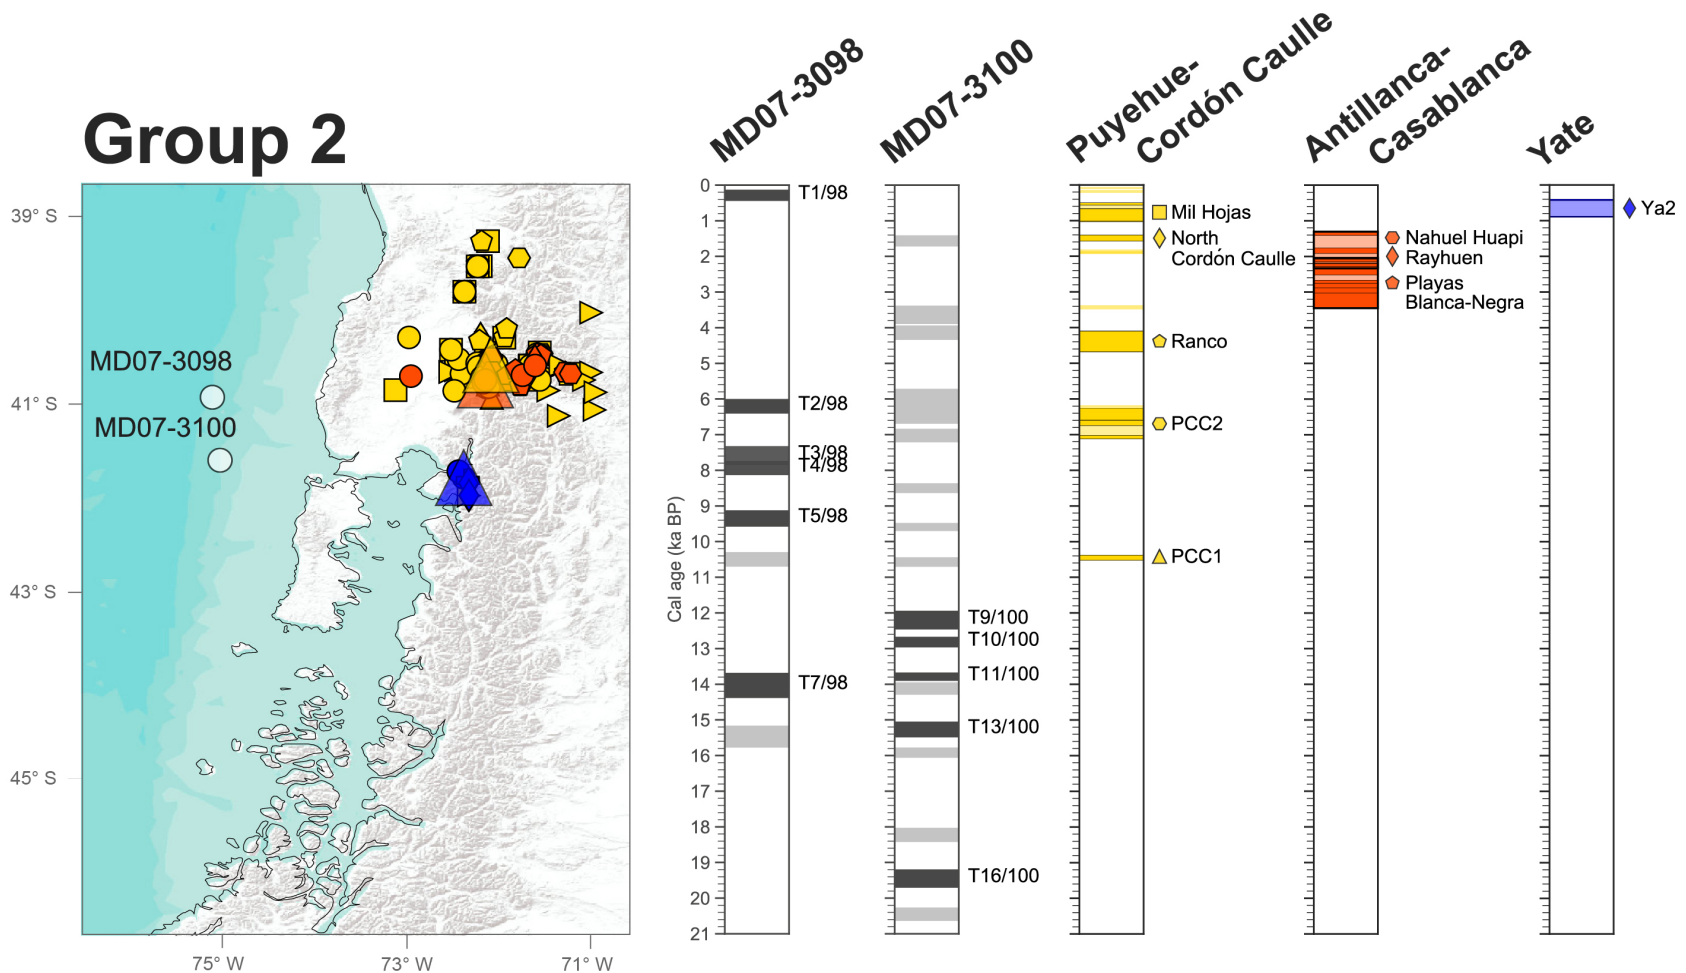 Group 2
39° S
41° S
43° S
45° S
75° W
73° W
71° W
MD07-3098
MD07-3100
MD07-3098
MD07-3100
Puyehue-
Cordón Caulle
Antillanca-
Casablanca
Yate
Cal age (ka BP)
0
1
2
3
4
5
6
7
8
9
10
11
12
13
14
15
16
17
18
19
20
21
T1/98
T2/98
T3/98
T4/98
T5/98
T7/98
T9/100
T10/100
T11/100
T13/100
T16/100
Mil Hojas
North
Cordón Caulle
Ranco
PCC2
PCC1
Nahuel Huapi
Rayhuen
Playas
Blanca-Negra
Ya2